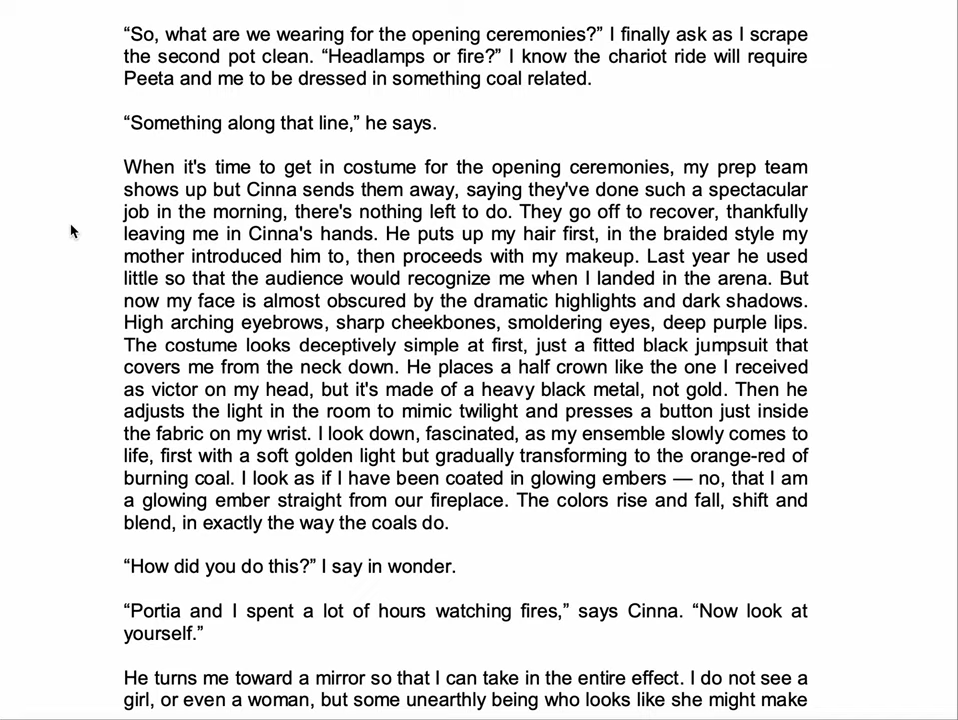 “So, what are we wearing for the opening ceremonies?” I finally ask as I scrape
the second pot clean. “Headlamps or fire?” I know the chariot ride will require
Peeta and me to be dressed in something coal related.
“Something along that line,” he says.
When it's time to get in costume for the opening ceremonies, my prep team
shows up but Cinna sends them away, saying they've done such a spectacular
job in the morning, there's nothing left to do. They go off to recover, thankfully
leaving me in Cinna's hands. He puts up my hair first, in the braided style my
mother introduced him to, then proceeds with my makeup. Last year he used
little so that the audience would recognize me when I landed in the arena. But
now my face is almost obscured by the dramatic highlights and dark shadows.
High arching eyebrows, sharp cheekbones, smoldering eyes, deep purple lips.
The costume looks deceptively simple at first, just a fitted black jumpsuit that
covers me from the neck down. He places a half crown like the one I received
as victor on my head, but it's made of a heavy black metal, not gold. Then he
adjusts the light in the room to mimic twilight and presses a button just inside
the fabric on my wrist. I look down, fascinated, as my ensemble slowly comes to
life, first with a soft golden light but gradually transforming to the orange-red of
burning coal. I look as if I have been coated in glowing embers — no, that I am
a glowing ember straight from our fireplace. The colors rise and fall, shift and
blend, in exactly the way the coals do.
“How did you do this?” I say in wonder.
“Portia and I spent a lot of hours watching fires,” says Cinna. “Now look at
yourself.”
He turns me toward a mirror so that I can take in the entire effect. I do not see a
girl, or even a woman, but some unearthly being who looks like she might make